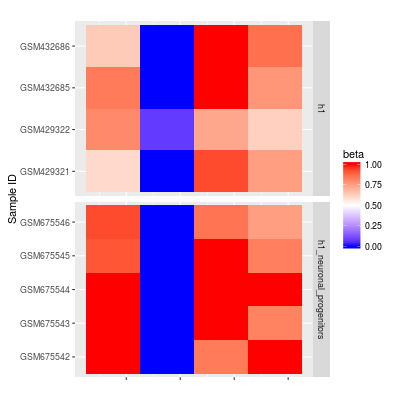 GSM432686
GSM432685
GSM429322
GSM429321
h1
GSM675546
GSM675545
GSM675544
GSM675543
GSM675542
h1_neuronal_progenitors
Sample ID
beta
1.00
0.75
0.50
0.25
0.00